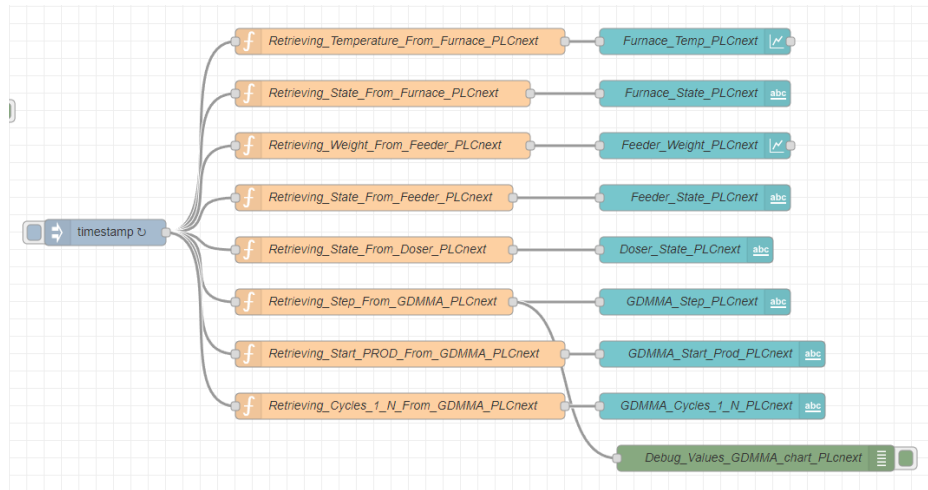 Retrieving_Temperature_From_Furnace_PLCnext Furnace_Temp_PLCnext
Retrieving_State_From_Furnace_PLCnext Furnace_State_PLCnext abc
Retrieving_Weight_From_Feeder_PLCnext Feeder_Weight_PLCnext
Retrieving_State_From_Feeder_PLCnext Feeder_State_PLCnext abc
timestamp ↻
Retrieving_State_From_Doser_PLCnext Doser_State_PLCnext abc
Retrieving_Step_From_GDMMA_PLCnext GDMMA_Step_PLCnext abc
Retrieving_Start_PROD_From_GDMMA_PLCnext GDMMA_Start_Prod_PLCnext abc
Retrieving_Cycles_1_N_From_GDMMA_PLCnext GDMMA_Cycles_1_N_PLCnext abc
Debug_Values_GDMMA_chart_PLcnext